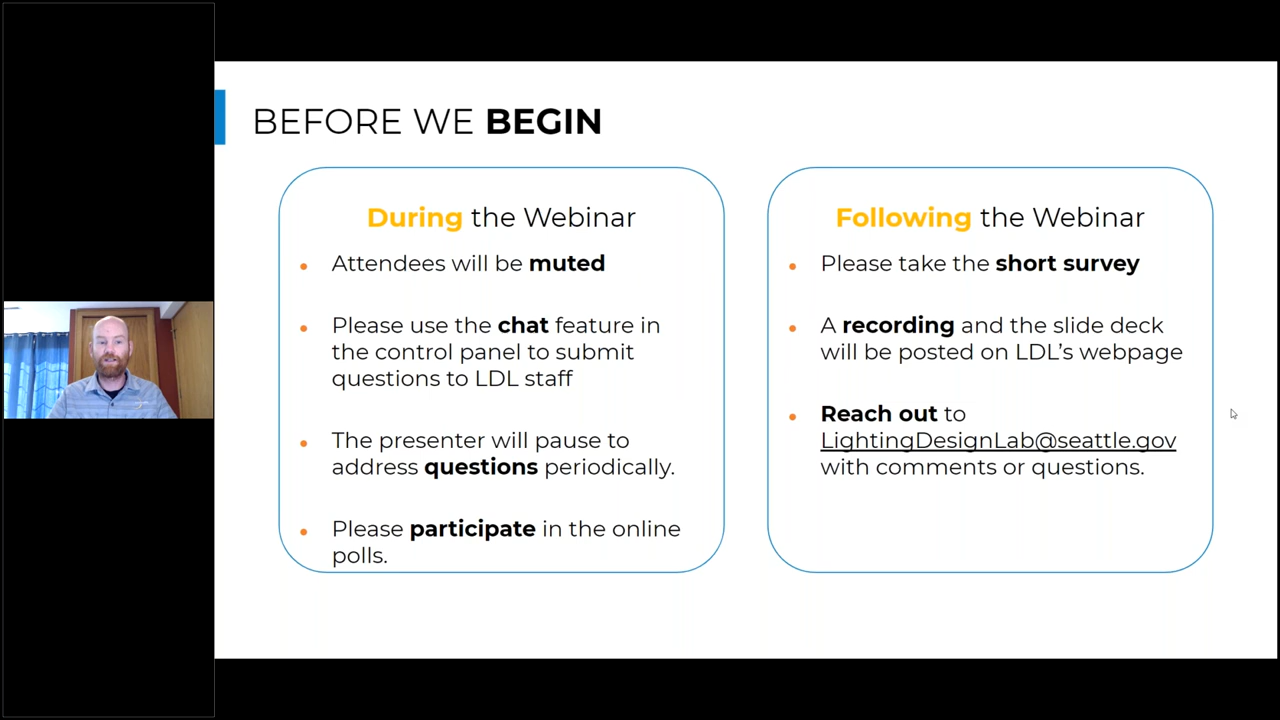 BEFORE WE BEGIN
During the Webinar
Attendees will be muted
Please use the chat feature in
the control panel to submit
questions to LDL staff
The presenter will pause to
address questions periodically.
Please participate in the online
polls.
Following the Webinar
Please take the short survey
A recording and the slide deck
will be posted on LDL’s webpage
Reach out to
LightingDesignLab@seattle.gov
with comments or questions.